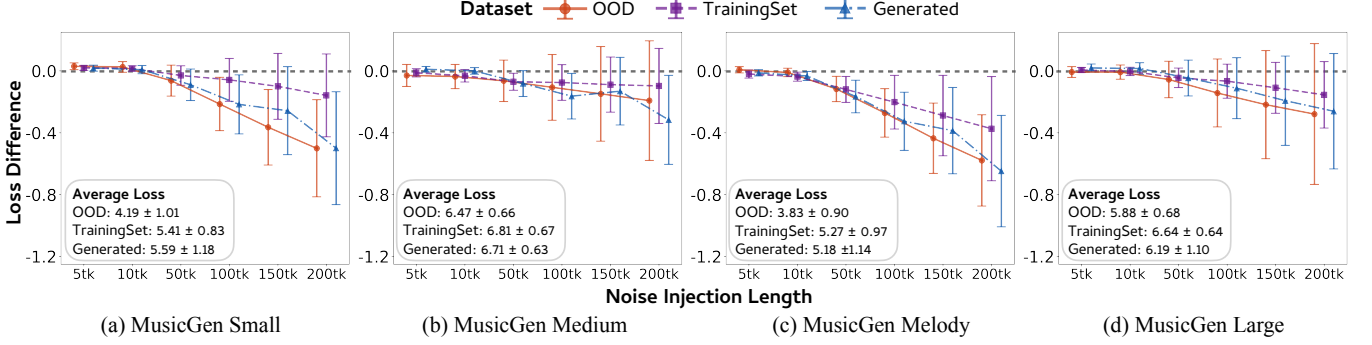 Dataset OOD TrainingSet Generated
Loss Difference
0.0
-0.4
-0.8
-1.2
Average Loss
OOD: 4.19 ± 1.01
TrainingSet: 5.41 ± 0.83
Generated: 5.59 ± 1.18
5tk 10tk 50tk 100tk 150tk 200tk
0.0
-0.4
-0.8
-1.2
Average Loss
OOD: 6.47 ± 0.66
TrainingSet: 6.81 ± 0.67
Generated: 6.71 ± 0.63
5tk 10tk 50tk 100tk 150tk 200tk
0.0
-0.4
-0.8
-1.2
Average Loss
OOD: 3.83 ± 0.90
TrainingSet: 5.27 ± 0.97
Generated: 5.18 ±1.14
5tk 10tk 50tk 100tk 150tk 200tk
0.0
-0.4
-0.8
-1.2
Average Loss
OOD: 5.88 ± 0.68
TrainingSet: 6.64 ± 0.64
Generated: 6.19 ± 1.10
5tk 10tk 50tk 100tk 150tk 200tk
Noise Injection Length
(a) MusicGen Small
(b) MusicGen Medium
(c) MusicGen Melody
(d) MusicGen Large